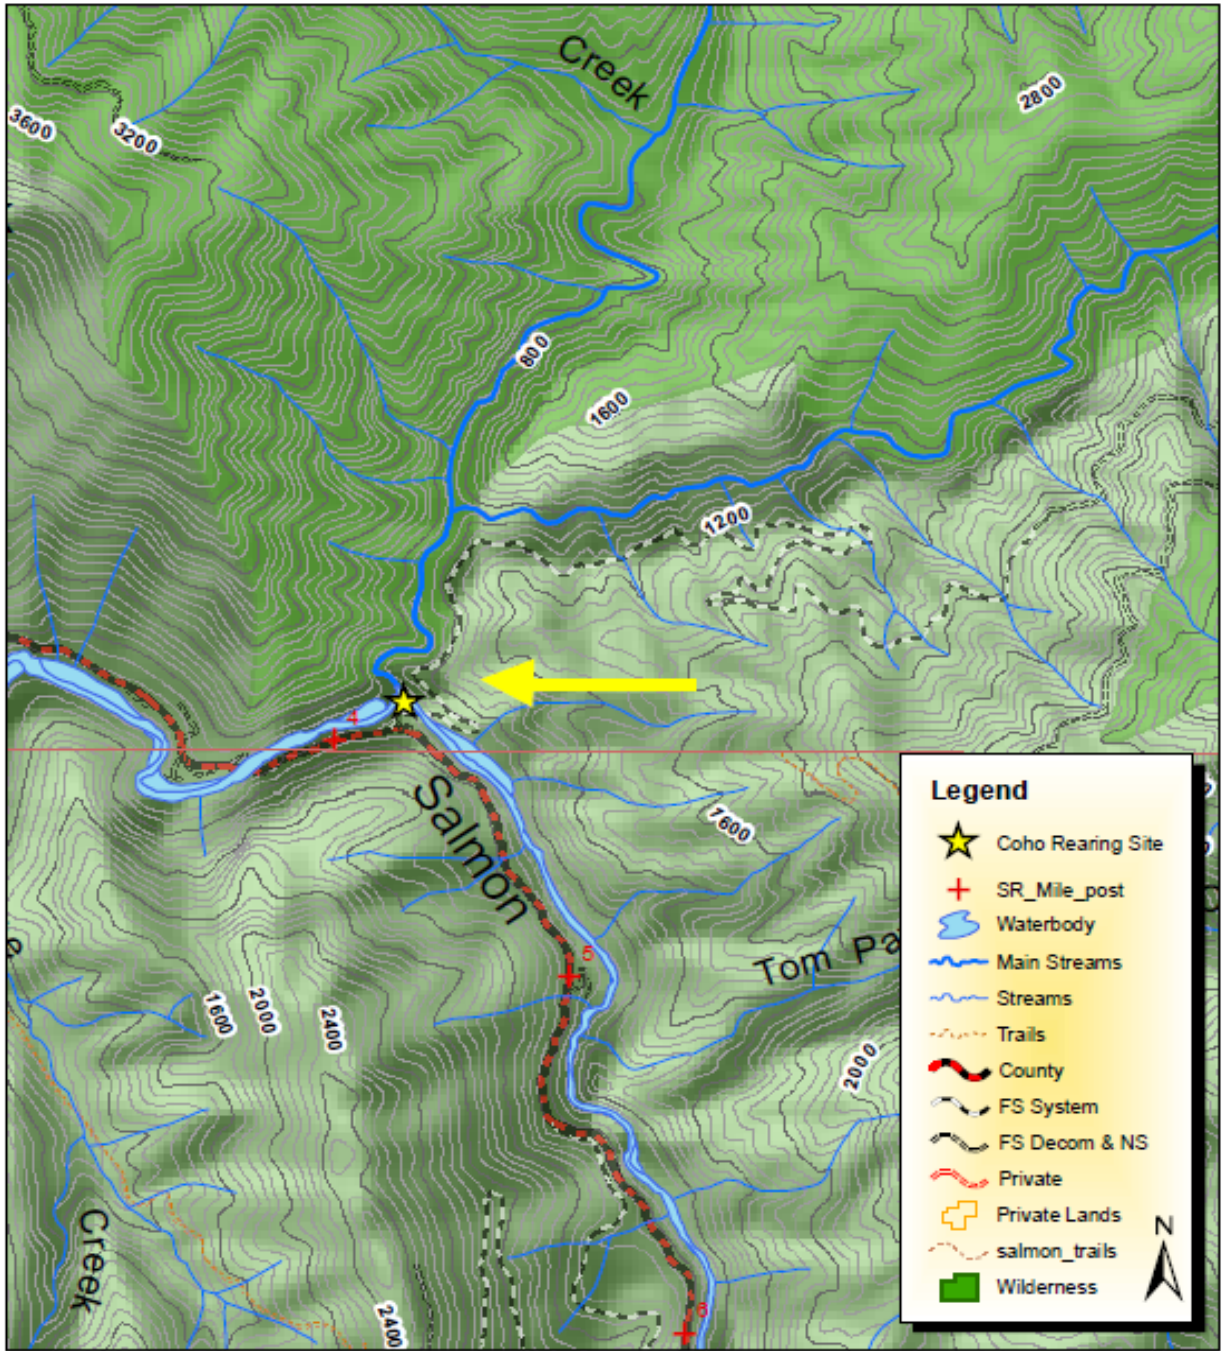 Creek
2800
3600
3200
800
1600
1200
4
Salmon
1600
5
Tom Pa
1600
2000
2400
2000
Creek
2400
6
Legend
Coho Rearing Site
SR_Mile_post
Waterbody
Main Streams
Streams
Trails
County
FS System
FS Decom & NS
Private
Private Lands
salmon_trails
Wilderness
N